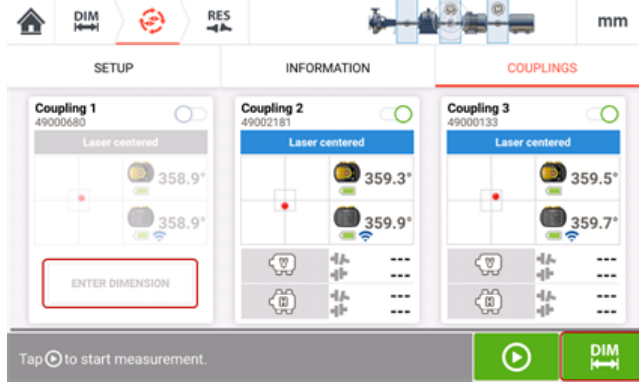 DIM
RES
mm
SETUP
INFORMATION
COUPLINGS
Coupling 1
49000680
Laser centered
358.9°
358.9°
ENTER DIMENSION
Coupling 2
49002181
Laser centered
359.3°
359.9°
V
---
---
H
---
---
Coupling 3
49000133
Laser centered
359.5°
359.7°
V
---
---
H
---
---
Tap to start measurement.
DIM